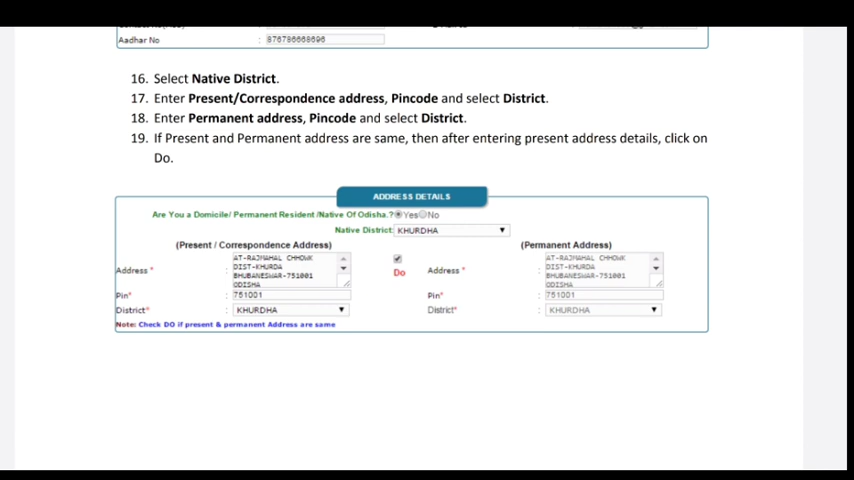 Aadhar No : 876786668696
16. Select Native District.
17. Enter Present/Correspondence address, Pincode and select District.
18. Enter Permanent address, Pincode and select District.
19. If Present and Permanent address are same, then after entering present address details, click on
Do.
ADDRESS DETAILS
Are You a Domicile/ Permanent Resident /Native Of Odisha.? Yes No
Native District: KHURDHA
(Present / Correspondence Address) (Permanent Address)
Address * : AT-RAJMAHAL CHHOWK
DIST-KHURDA
BHUBANESWAR-751001
ODISHA
Do
Address * : AT-RAJMAHAL CHHOWK
DIST-KHURDA
BHUBANESWAR-751001
ODISHA
Pin* : 751001 Pin* : 751001
District* : KHURDHA District* : KHURDHA
Note: Check DO if present & permanent Address are same